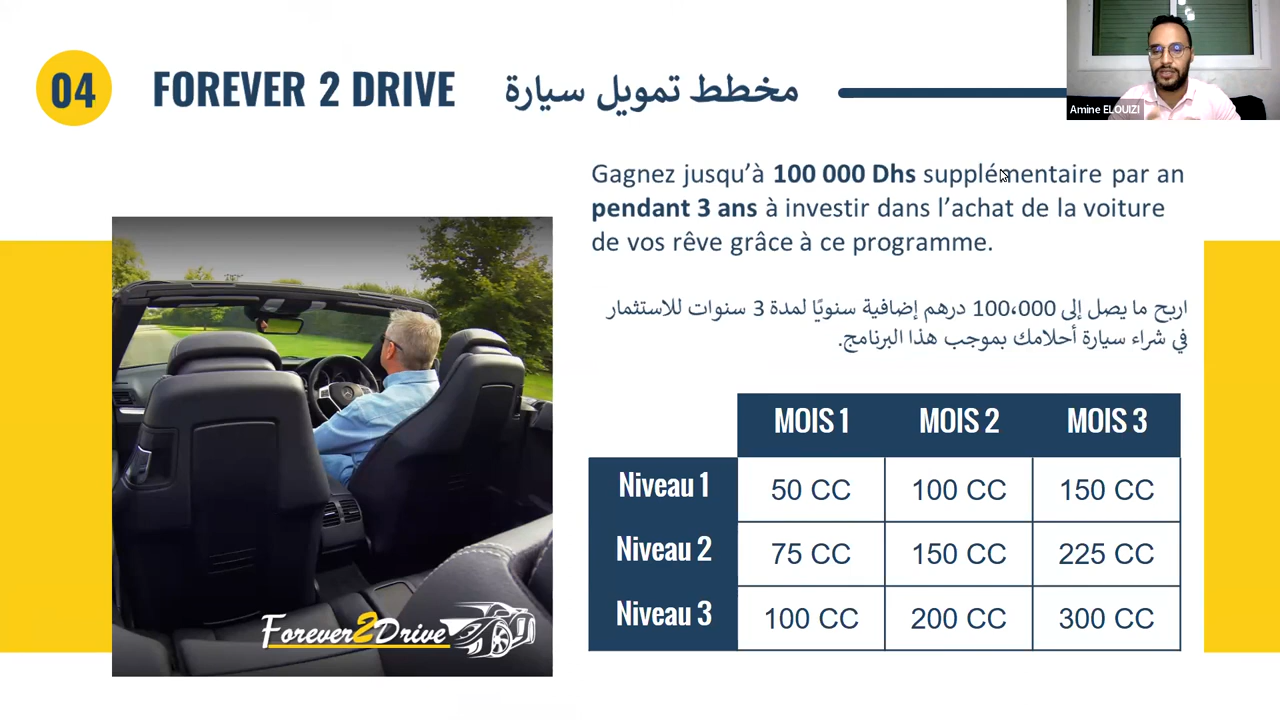 04
FOREVER 2 DRIVE مخطط تمويل سيارة
Amine ELOUIZI
Gagnez jusqu’à 100 000 Dhs supplémentaire par an
pendant 3 ans à investir dans l’achat de la voiture
de vos rêve grâce à ce programme.
اربح ما يصل إلى 100،000 درهم إضافية سنويًا لمدة 3 سنوات للاستثمار
في شراء سيارة أحلامك بموجب هذا البرنامج.
MOIS 1 MOIS 2 MOIS 3
Niveau 1 50 CC 100 CC 150 CC
Niveau 2 75 CC 150 CC 225 CC
Niveau 3 100 CC 200 CC 300 CC
Forever2Drive